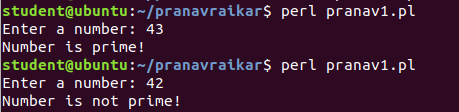 student@ubuntu:~/pranavraikar$ perl pranav1.pl
Enter a number: 43
Number is prime!
student@ubuntu:~/pranavraikar$ perl pranav1.pl
Enter a number: 42
Number is not prime!